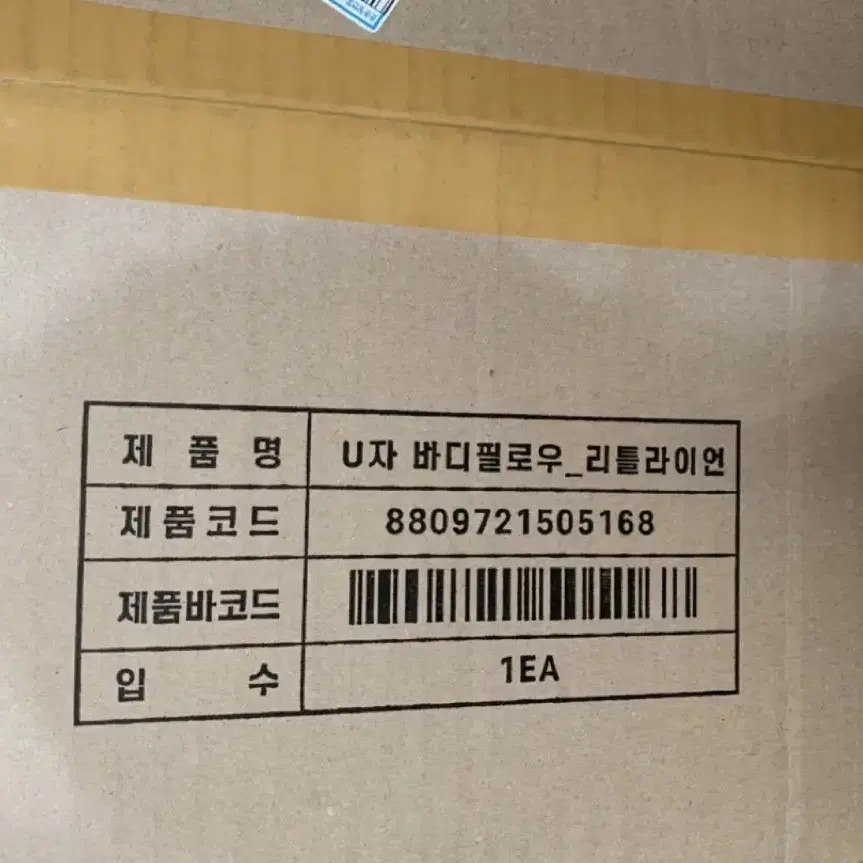 제품명 U자 바디필로우_리틀라이언
제품코드 8809721505168
제품바코드
입수 1EA